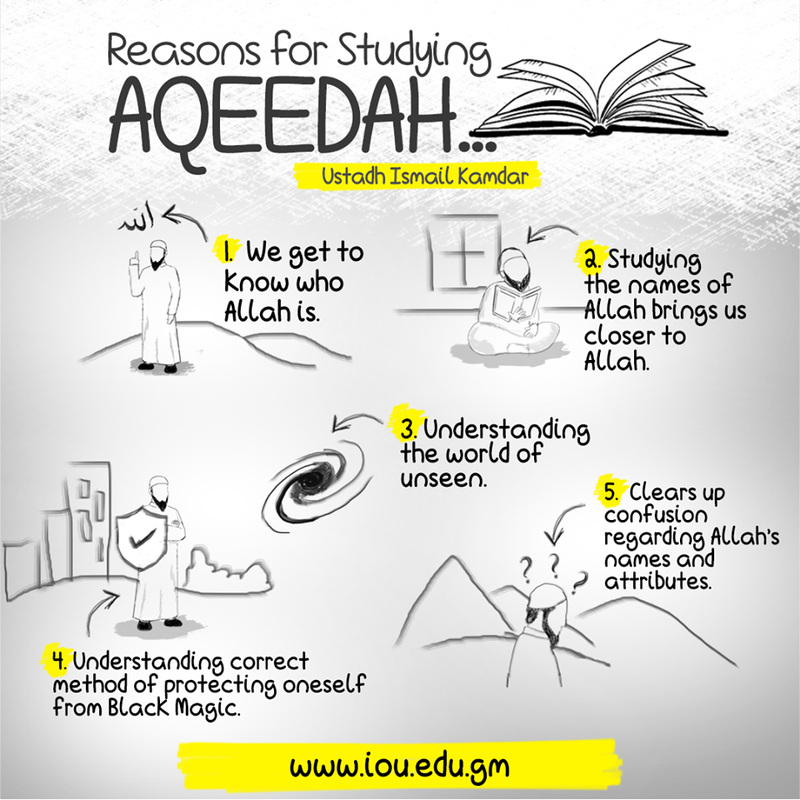 Reasons for Studying
AQEEDAH...
Ustadh Ismail Kamdar
الله
1. We get to
know who
Allah is.
2. Studying
the names of
Allah brings us
closer to
Allah.
3. Understanding
the world of
unseen.
4. Understanding correct
method of protecting oneself
from Black Magic.
5. Clears up
confusion
regarding Allah's
names and
attributes.
? ? ?
www.iou.edu.gm